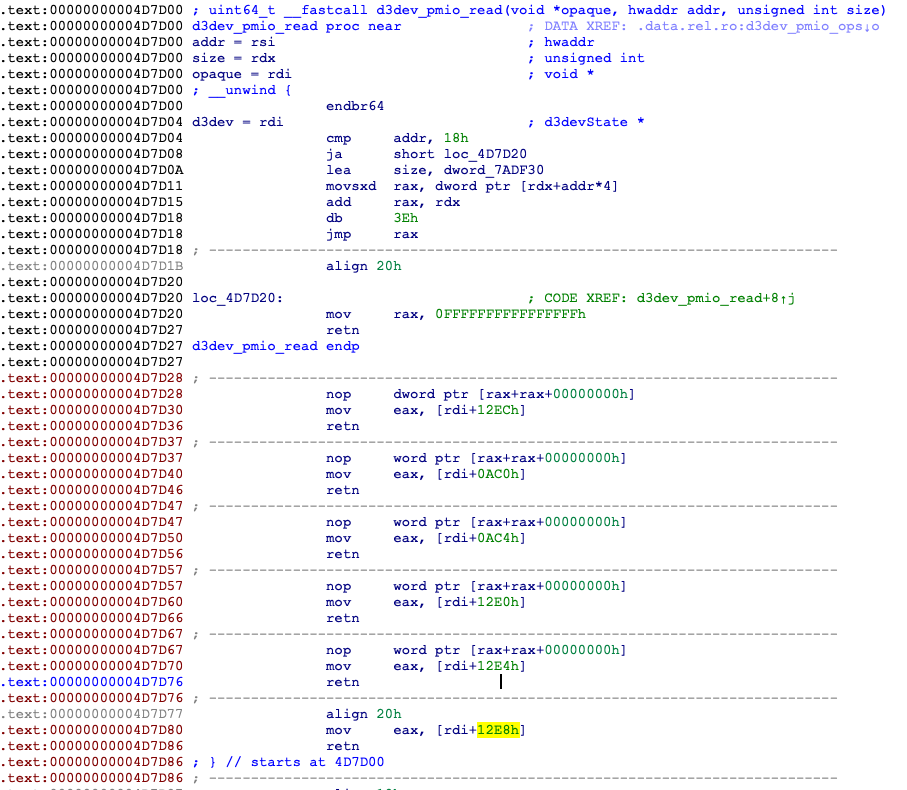 .text:00000000004D7D00 ; uint64_t __fastcall d3dev_pmio_read(void *opaque, hwaddr addr, unsigned int size)
.text:00000000004D7D00 d3dev_pmio_read proc near ; DATA XREF: .data.rel.ro:d3dev_pmio_ops↓o
.text:00000000004D7D00 addr = rsi ; hwaddr
.text:00000000004D7D00 size = rdx ; unsigned int
.text:00000000004D7D00 opaque = rdi ; void *
.text:00000000004D7D00 ; __unwind {
.text:00000000004D7D00 endbr64
.text:00000000004D7D04 d3dev = rdi ; d3devState *
.text:00000000004D7D04 cmp addr, 18h
.text:00000000004D7D08 ja short loc_4D7D20
.text:00000000004D7D0A lea size, dword_7ADF30
.text:00000000004D7D11 movsxd rax, dword ptr [rdx+addr*4]
.text:00000000004D7D15 add rax, rdx
.text:00000000004D7D18 db 3Eh
.text:00000000004D7D18 jmp rax
.text:00000000004D7D18 ; ---------------------------------------------------------------------------
.text:00000000004D7D1B align 20h
.text:00000000004D7D20
.text:00000000004D7D20 loc_4D7D20: ; CODE XREF: d3dev_pmio_read+8↑j
.text:00000000004D7D20 mov rax, 0FFFFFFFFFFFFFFFFh
.text:00000000004D7D27 retn
.text:00000000004D7D27 d3dev_pmio_read endp
.text:00000000004D7D27
.text:00000000004D7D28 ; ---------------------------------------------------------------------------
.text:00000000004D7D28 nop dword ptr [rax+rax+00000000h]
.text:00000000004D7D30 mov eax, [rdi+12ECh]
.text:00000000004D7D36 retn
.text:00000000004D7D37 ; ---------------------------------------------------------------------------
.text:00000000004D7D37 nop word ptr [rax+rax+00000000h]
.text:00000000004D7D40 mov eax, [rdi+0AC0h]
.text:00000000004D7D46 retn
.text:00000000004D7D47 ; ---------------------------------------------------------------------------
.text:00000000004D7D47 nop word ptr [rax+rax+00000000h]
.text:00000000004D7D50 mov eax, [rdi+0AC4h]
.text:00000000004D7D56 retn
.text:00000000004D7D57 ; ---------------------------------------------------------------------------
.text:00000000004D7D57 nop word ptr [rax+rax+00000000h]
.text:00000000004D7D60 mov eax, [rdi+12E0h]
.text:00000000004D7D66 retn
.text:00000000004D7D67 ; ---------------------------------------------------------------------------
.text:00000000004D7D67 nop word ptr [rax+rax+00000000h]
.text:00000000004D7D70 mov eax, [rdi+12E4h]
.text:00000000004D7D76 retn
.text:00000000004D7D76 ; ---------------------------------------------------------------------------
.text:00000000004D7D77 align 20h
.text:00000000004D7D80 mov eax, [rdi+12E8h]
.text:00000000004D7D86 retn
.text:00000000004D7D86 ; } // starts at 4D7D00
.text:00000000004D7D86 ; ---------------------------------------------------------------------------